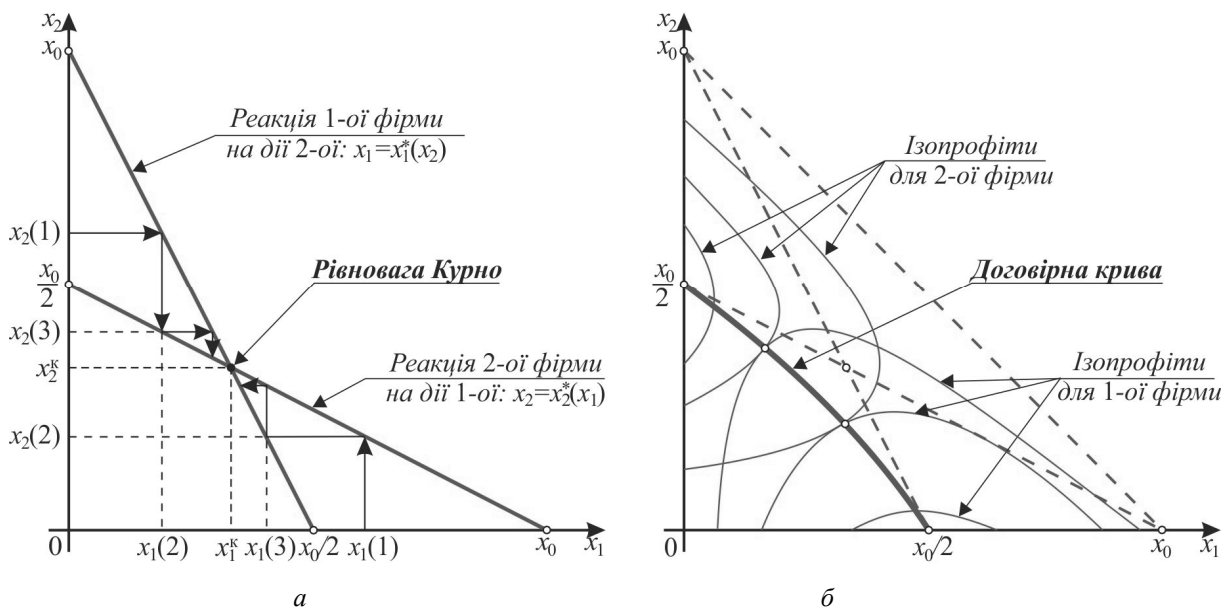 x₂
x₀
Реакція 1-ої фірми
на дії 2-ої: x₁=x₁*(x₂)
x₂(1)
x₀
2
Рівновага Курно
x₂(3)
x₂ᴷ
Реакція 2-ої фірми
на дії 1-ої: x₂=x₂*(x₁)
x₂(2)
0
x₁(2)
x₁ᴷ
x₁(3)
x₀/2
x₁(1)
x₀
x₁
а
x₂
x₀
Ізопрофіти
для 2-ої фірми
x₀
2
Договірна крива
Ізопрофіти
для 1-ої фірми
0
x₀/2
x₀
x₁
б